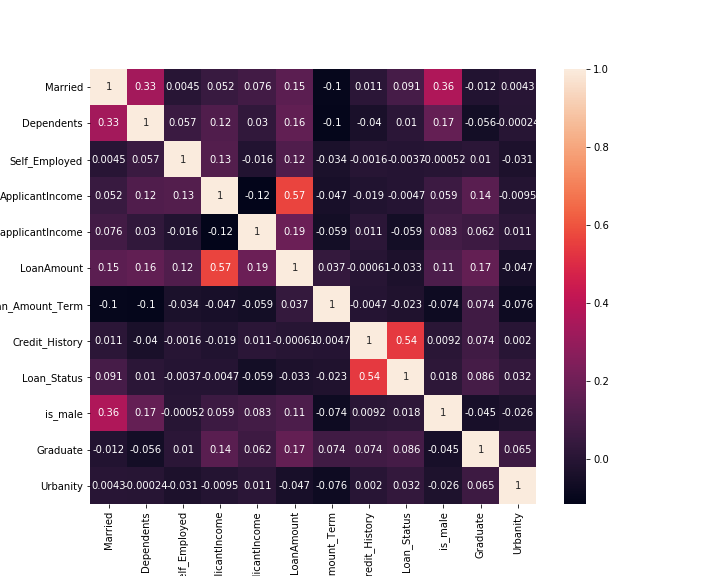 Married 1 0.33 0.0045 0.052 0.076 0.15 -0.1 0.011 0.091 0.36 -0.012 0.0043
Dependents 0.33 1 0.057 0.12 0.03 0.16 -0.1 -0.04 0.01 0.17 -0.056 -0.00024
Self_Employed 0.0045 0.057 1 0.13 -0.016 0.12 -0.034 -0.0016 -0.0037 -0.00052 0.01 -0.031
ApplicantIncome 0.052 0.12 0.13 1 -0.12 0.57 -0.047 -0.019 -0.0047 0.059 0.14 -0.0095
applicantIncome 0.076 0.03 -0.016 -0.12 1 0.19 -0.059 0.011 -0.059 0.083 0.062 0.011
LoanAmount 0.15 0.16 0.12 0.57 0.19 1 0.037 -0.00061 -0.033 0.11 0.17 -0.047
an_Amount_Term -0.1 -0.1 -0.034 -0.047 -0.059 0.037 1 -0.0047 -0.023 -0.074 0.074 -0.076
Credit_History 0.011 -0.04 -0.0016 -0.019 0.011 -0.00061 -0.0047 1 0.54 0.0092 0.074 0.002
Loan_Status 0.091 0.01 -0.0037 -0.0047 -0.059 -0.033 -0.023 0.54 1 0.018 0.086 0.032
is_male 0.36 0.17 -0.00052 0.059 0.083 0.11 -0.074 0.0092 0.018 1 -0.045 -0.026
Graduate -0.012 -0.056 0.01 0.14 0.062 0.17 0.074 0.074 0.086 -0.045 1 0.065
Urbanity 0.0043 -0.00024 -0.031 -0.0095 0.011 -0.047 -0.076 0.002 0.032 -0.026 0.065 1
Married
Dependents
elf_Employed
plicantIncome
licantIncome
LoanAmount
mount_Term
redit_History
Loan_Status
is_male
Graduate
Urbanity
1.0
0.8
0.6
0.4
0.2
0.0